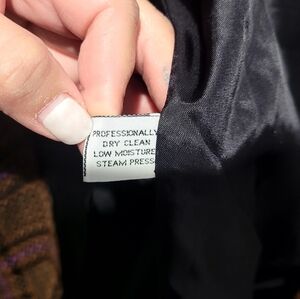 PROFESSIONALLY
DRY CLEAN
LOW MOISTURE
STEAM PRESS